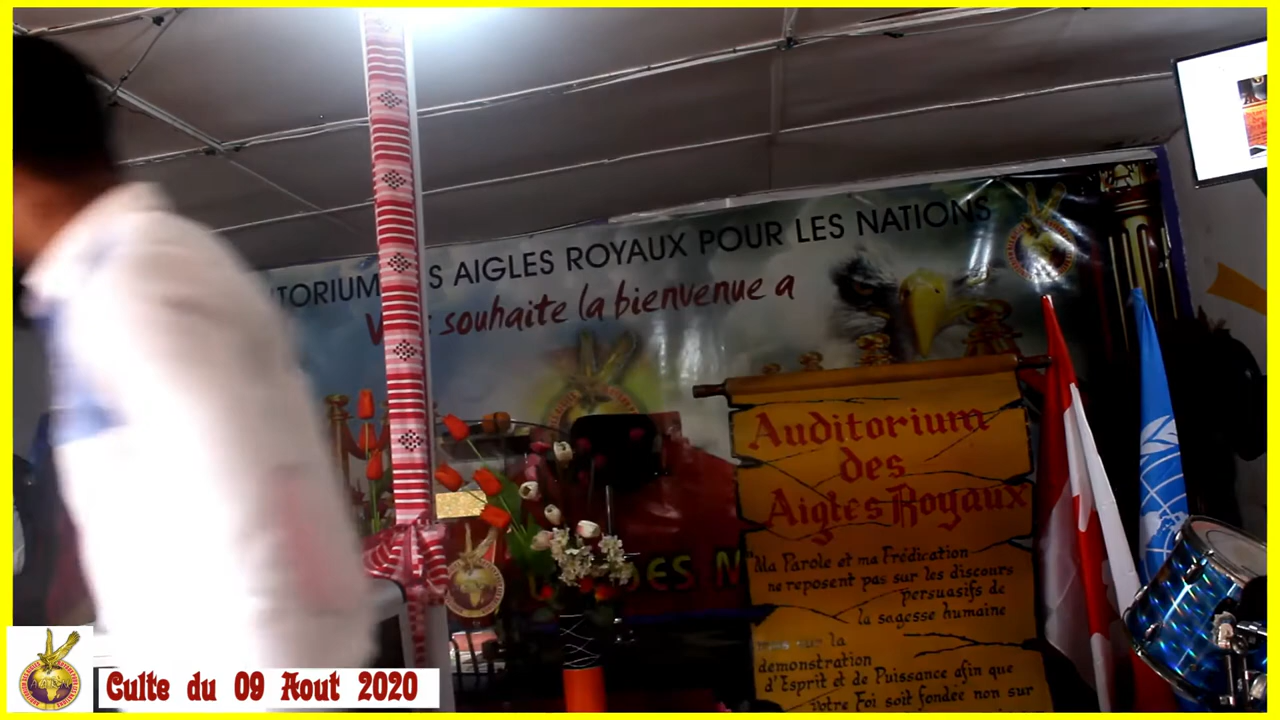 AIGLES ROYAUX POUR LES NATIONS
souhaite la bienvenue a
Auditorium
des
Aigles Royaux
"Ma Parole et ma Prédication
ne reposent pas sur les discours
persuasifs de
la sagesse humaine
mais sur la
demonstration
d'Esprit et de Puissance afin que
votre Foi soit fondée non sur
DES
Culte du 09 Aout 2020